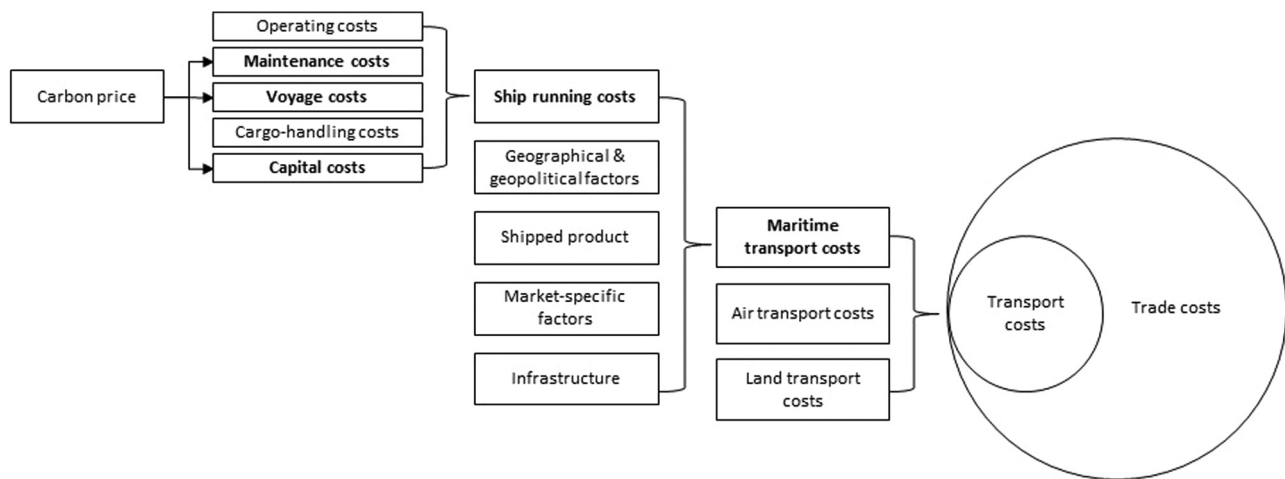 Carbon price
Operating costs
Maintenance costs
Voyage costs
Cargo-handling costs
Capital costs
Ship running costs
Geographical &
geopolitical factors
Shipped product
Market-specific
factors
Infrastructure
Maritime
transport costs
Air transport costs
Land transport
costs
Transport
costs
Trade costs